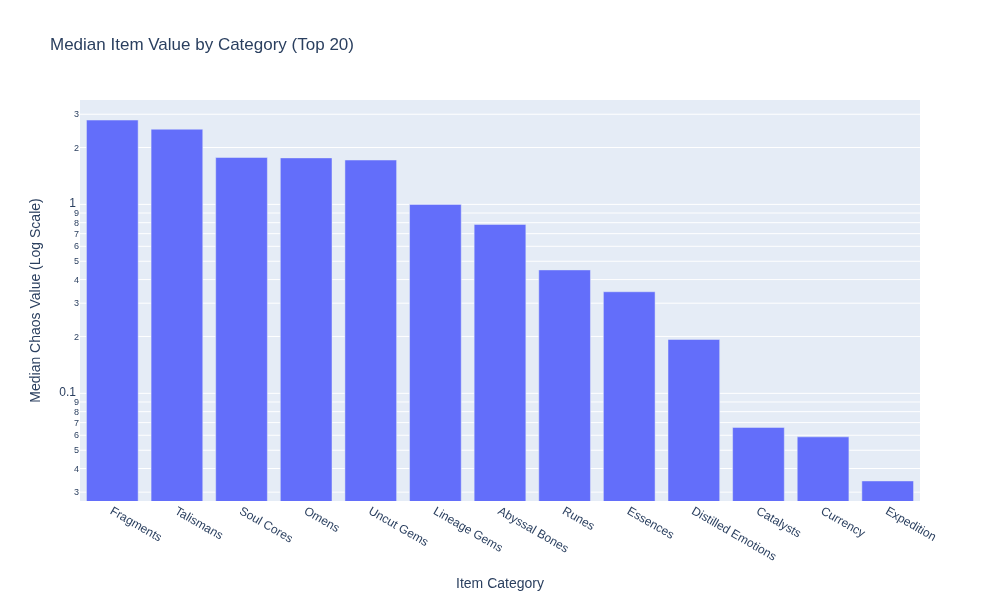 Median Item Value by Category (Top 20)
Median Chaos Value (Log Scale)
3
2
1
9
8
7
6
5
4
3
2
0.1
9
8
7
6
5
4
3
Fragments
Talismans
Soul Cores
Omens
Uncut Gems
Lineage Gems
Abyssal Bones
Runes
Essences
Distilled Emotions
Catalysts
Currency
Expedition
Item Category